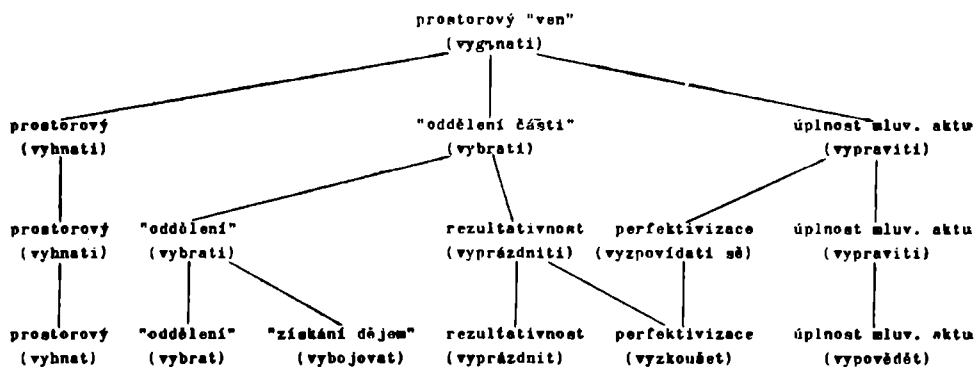 prostorový "ven"
(vygnati)
prostorový "oddělení části" úplnost mluv. aktu
(vyhnati) (vybrati) (vypraviti)
prostorový "oddělení" rezultativnost perfektivizace úplnost mluv. aktu
(vyhnati) (vybrati) (vyprázdniti) (vyzpovídati sě) (vypraviti)
prostorový "oddělení" "získání dějem" rezultativnost perfektivizace úplnost mluv. aktu
(vyhnat) (vybrat) (vybojovat) (vyprázdnit) (vyzkoušet) (vypovědět)